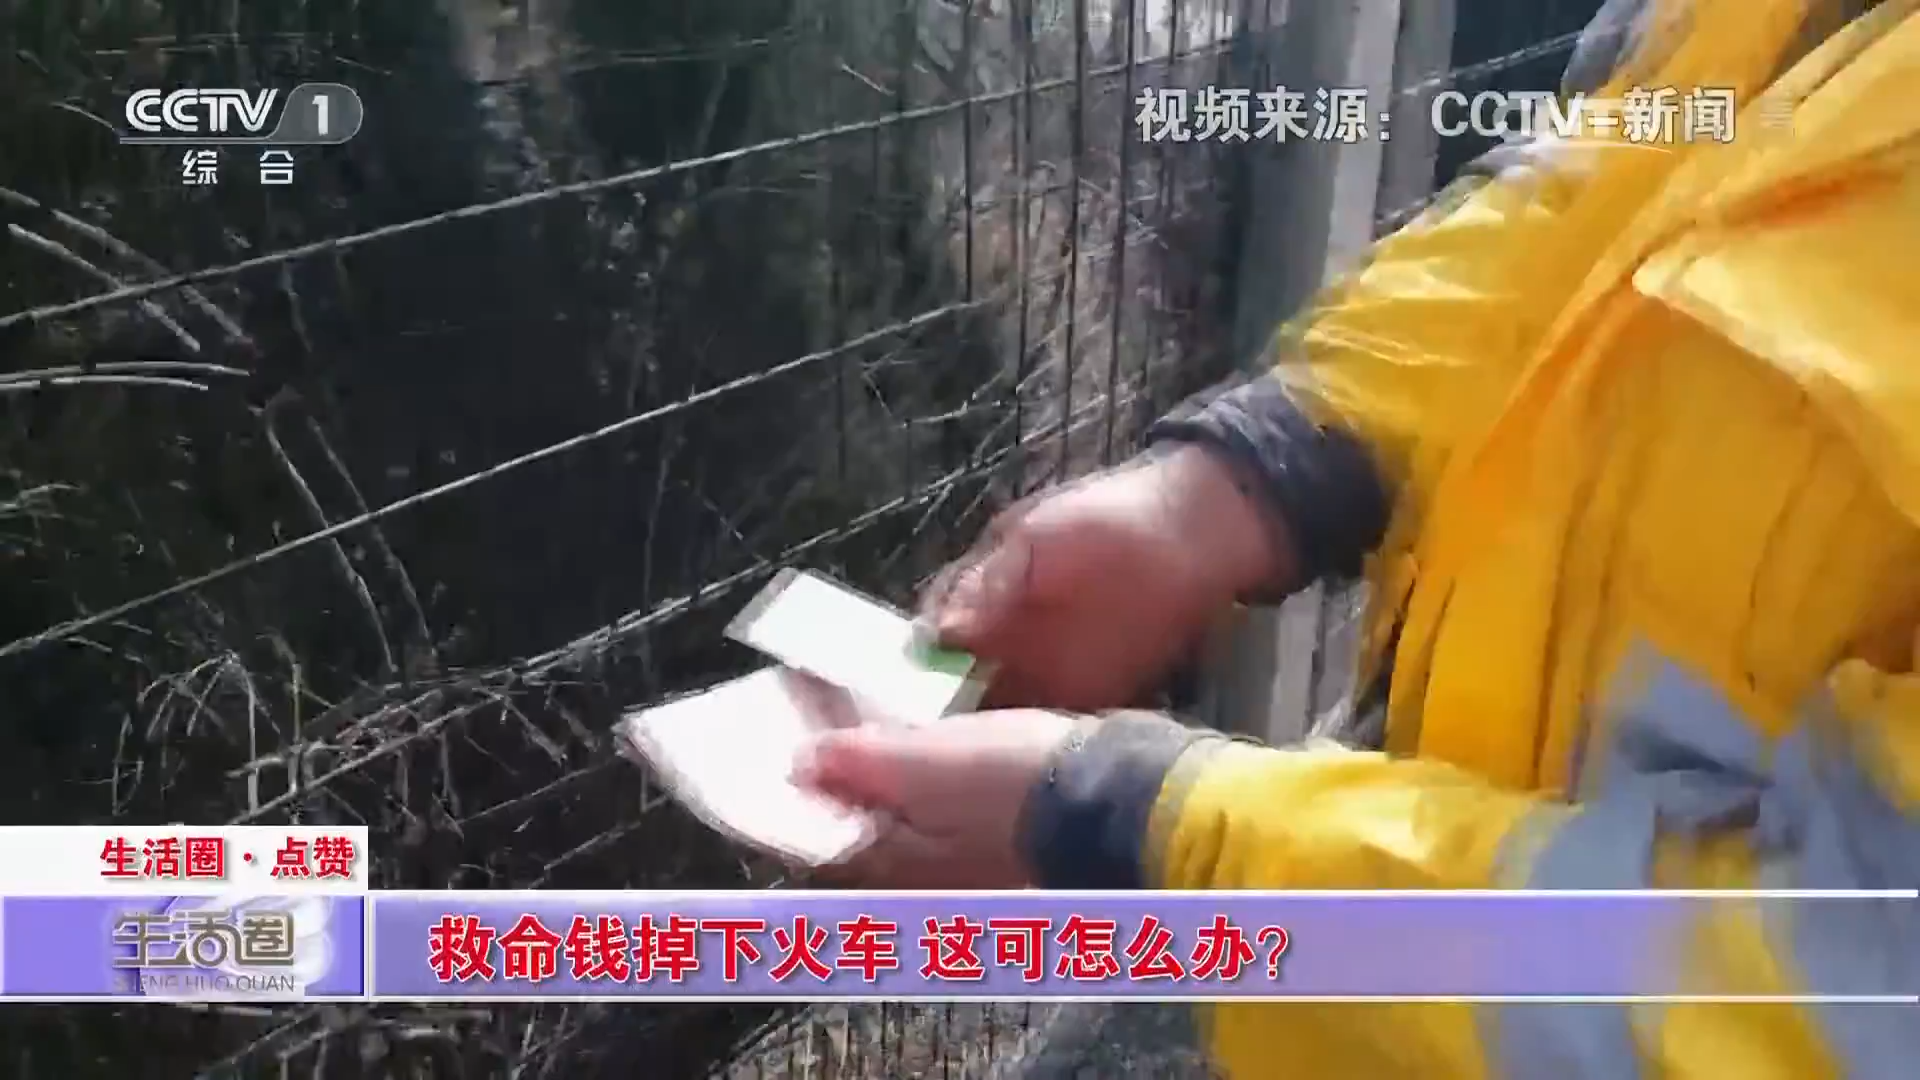 CCTV 1
综合
视频来源：CCTV-新闻
生活圈·点赞
生活圈
SHENG HUO QUAN
救命钱掉下火车 这可怎么办？